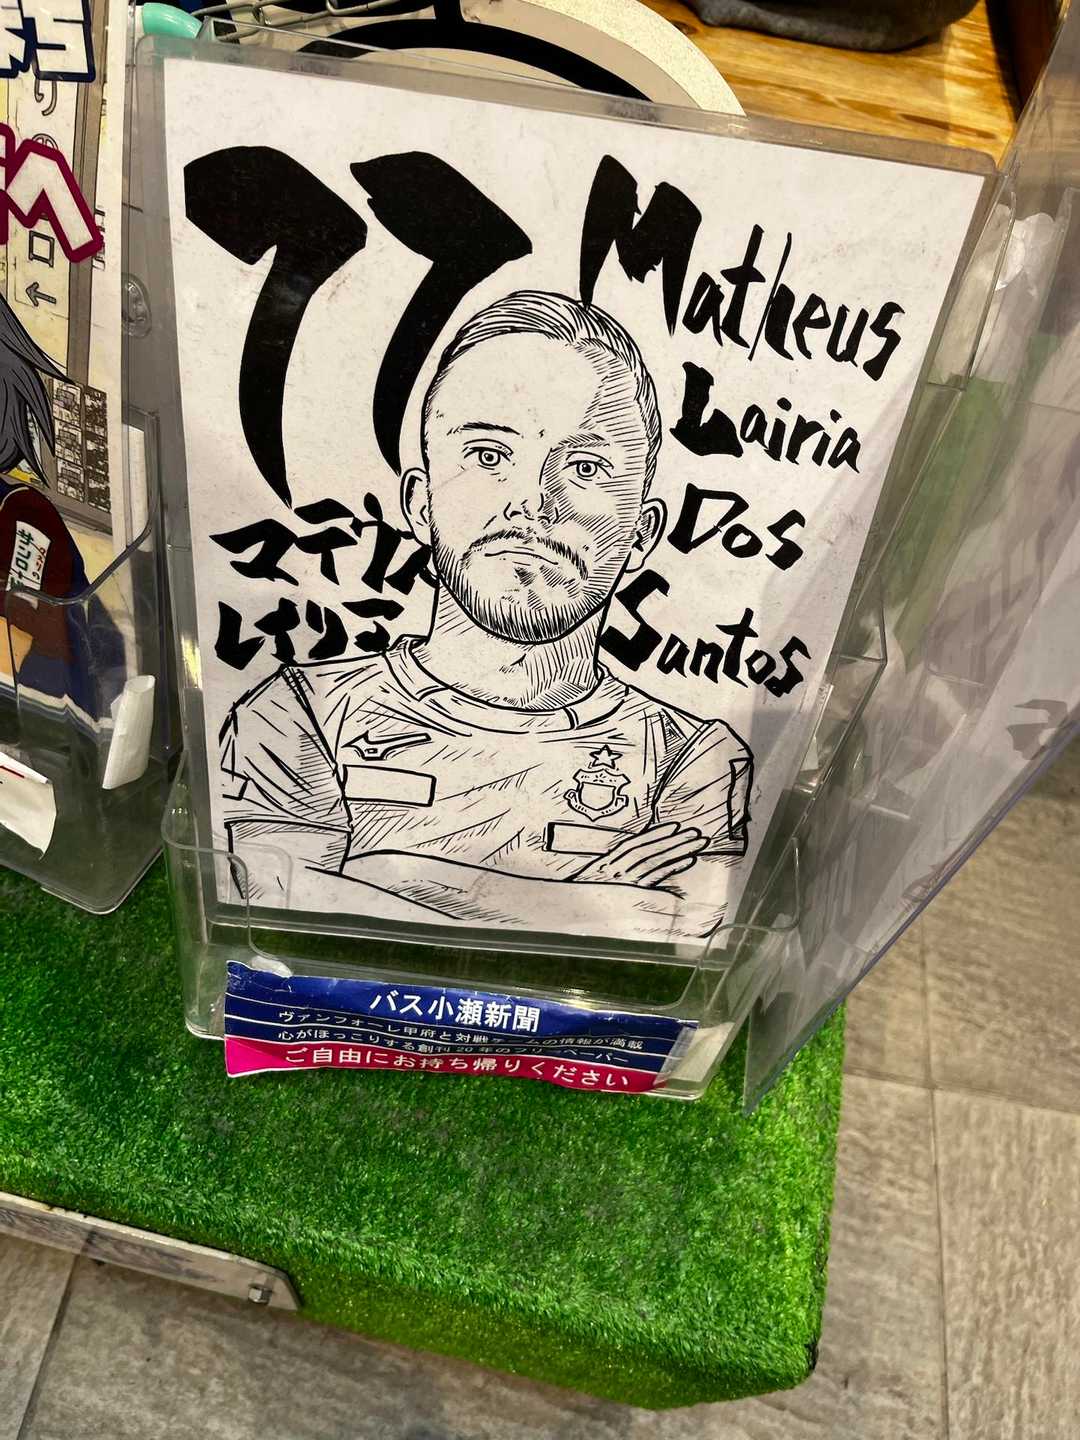 77
Matheus
Lairia
Dos
Santos
マテウス
レイリア
ロ←
バス小瀬新聞
ヴァンフォーレ甲府と対戦チームの情報が満載
心がほっこりする創刊20年のフリーペーパー
ご自由にお持ち帰りください